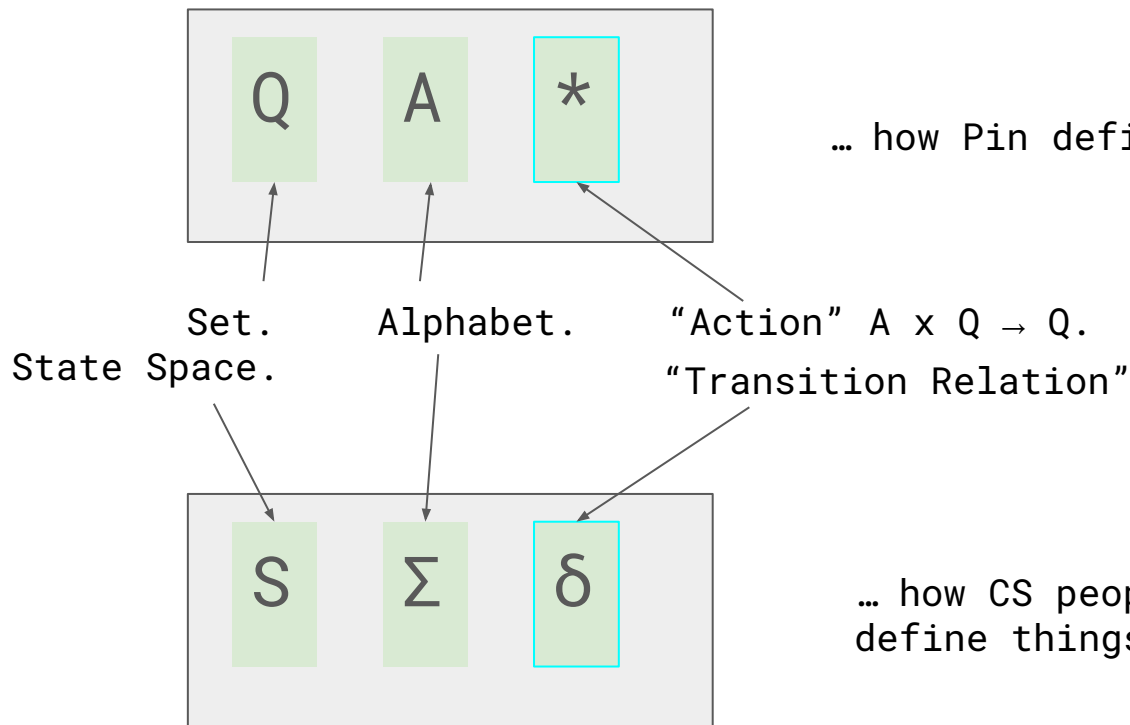 Q A *
… how Pin defi
Set. Alphabet. “Action” A x Q → Q.
State Space. “Transition Relation”
S Σ δ
… how CS peop
define things